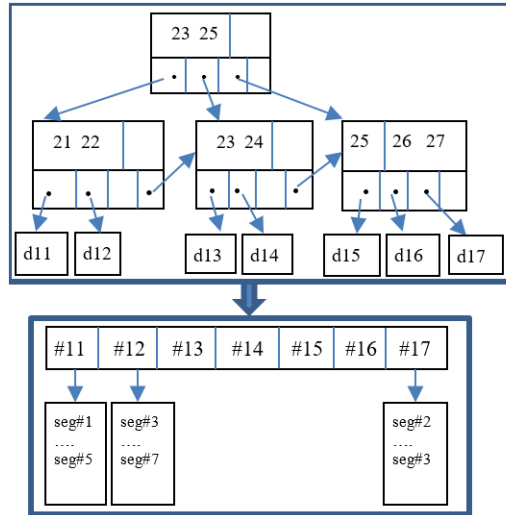 23 25
21 22 23 24 25 26 27
d11 d12 d13 d14 d15 d16 d17
#11 #12 #13 #14 #15 #16 #17
seg#1 seg#3 seg#2
.... .... ....
seg#5 seg#7 seg#3